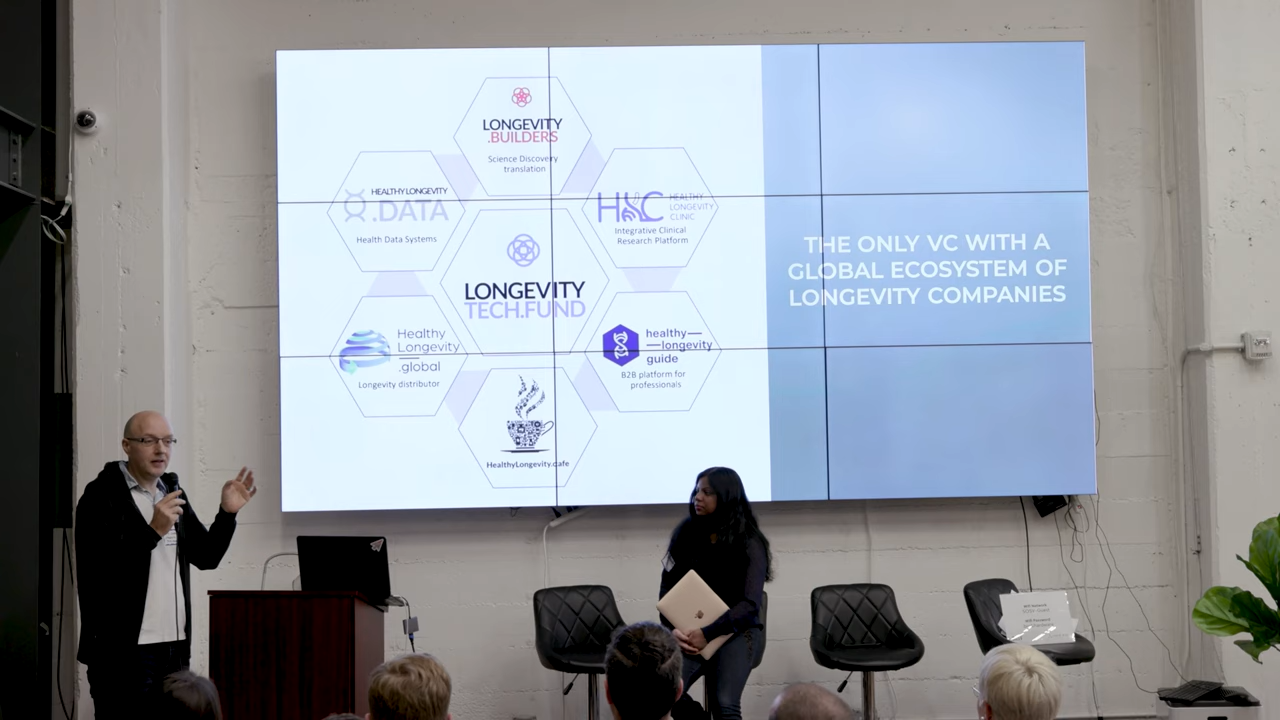 LONGEVITY
.BUILDERS
Science Discovery
translation
HEALTHY LONGEVITY
.DATA
Health Data Systems
HLC
HEALTHY
LONGEVITY
CLINIC
Integrative Clinical
Research Platform
LONGEVITY
TECH.FUND
Healthy
Longevity
.global
Longevity distributor
healthy—
—longevity
guide
B2B platform for
professionals
HealthyLongevity.cafe
THE ONLY VC WITH A
GLOBAL ECOSYSTEM OF
LONGEVITY COMPANIES